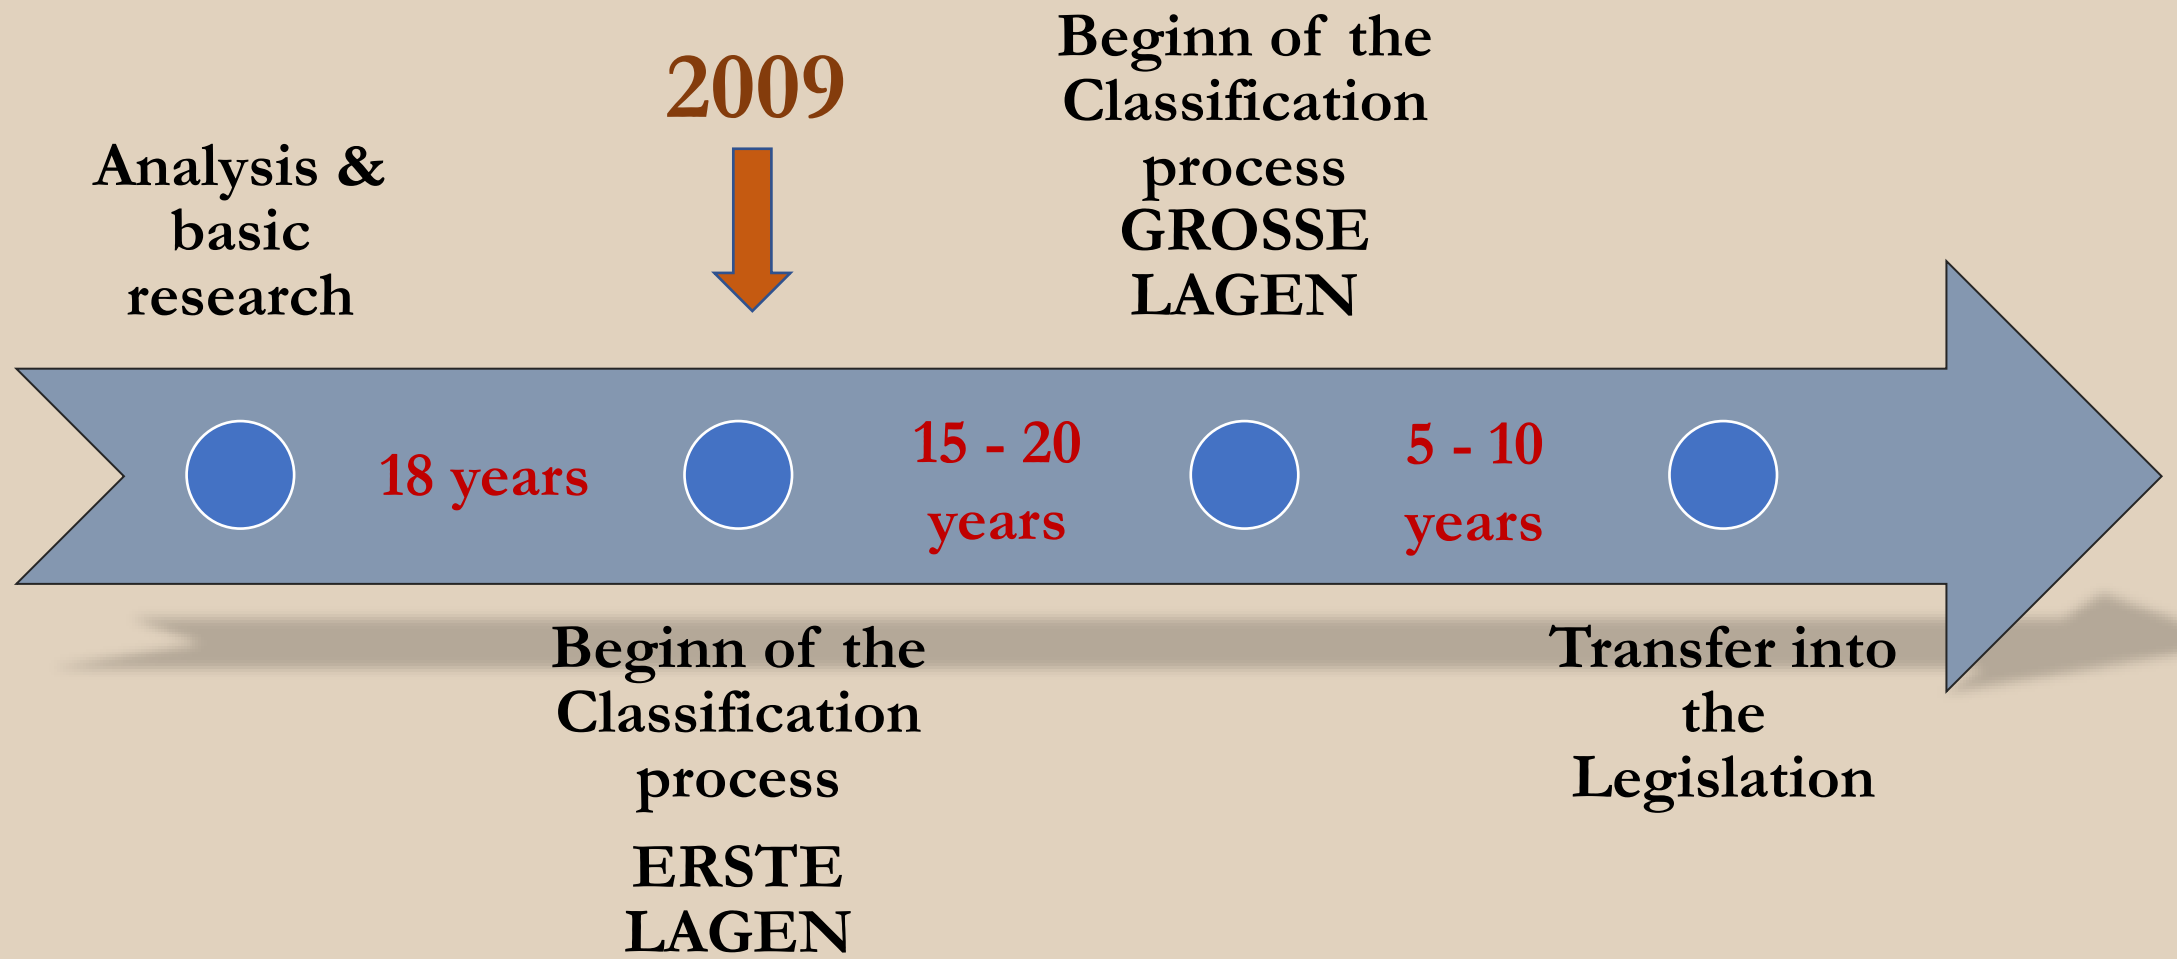 Analysis &
basic
research
2009
Beginn of the
Classification
process
GROSSE
LAGEN
18 years
15 - 20
years
5 - 10
years
Beginn of the
Classification
process
ERSTE
LAGEN
Transfer into
the
Legislation